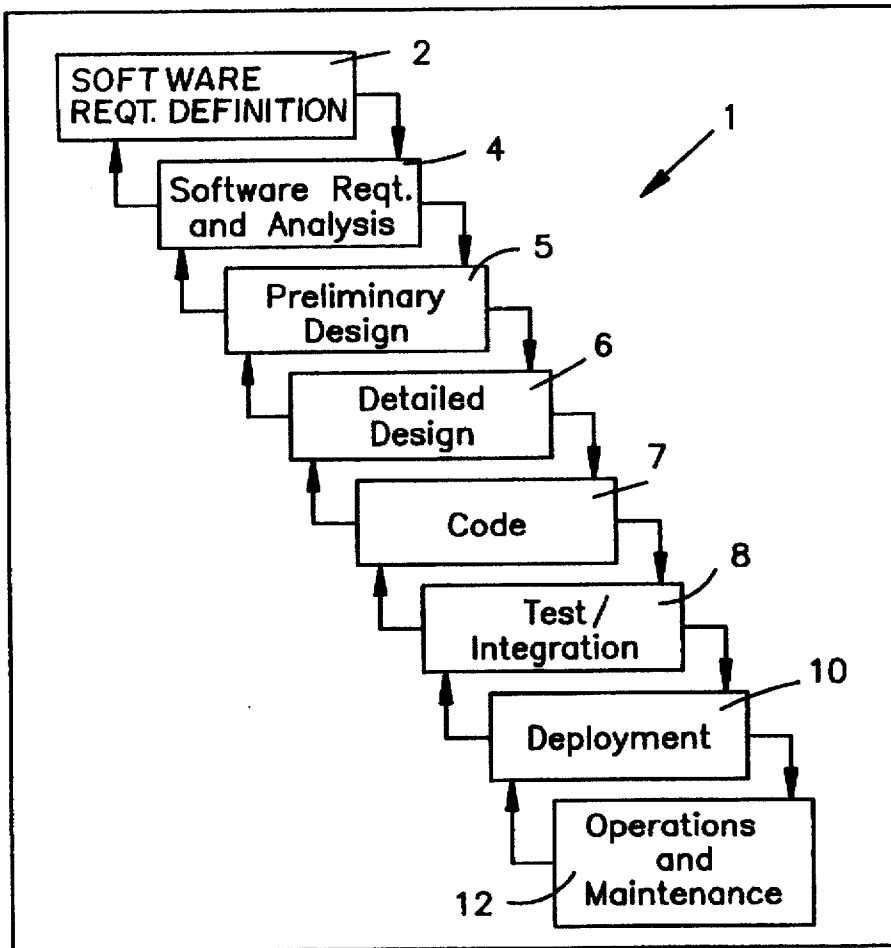 2
SOFTWARE
REQT. DEFINITION
1
4
Software Reqt.
and Analysis
5
Preliminary
Design
6
Detailed
Design
7
Code
8
Test/
Integration
10
Deployment
Operations
and
Maintenance
12